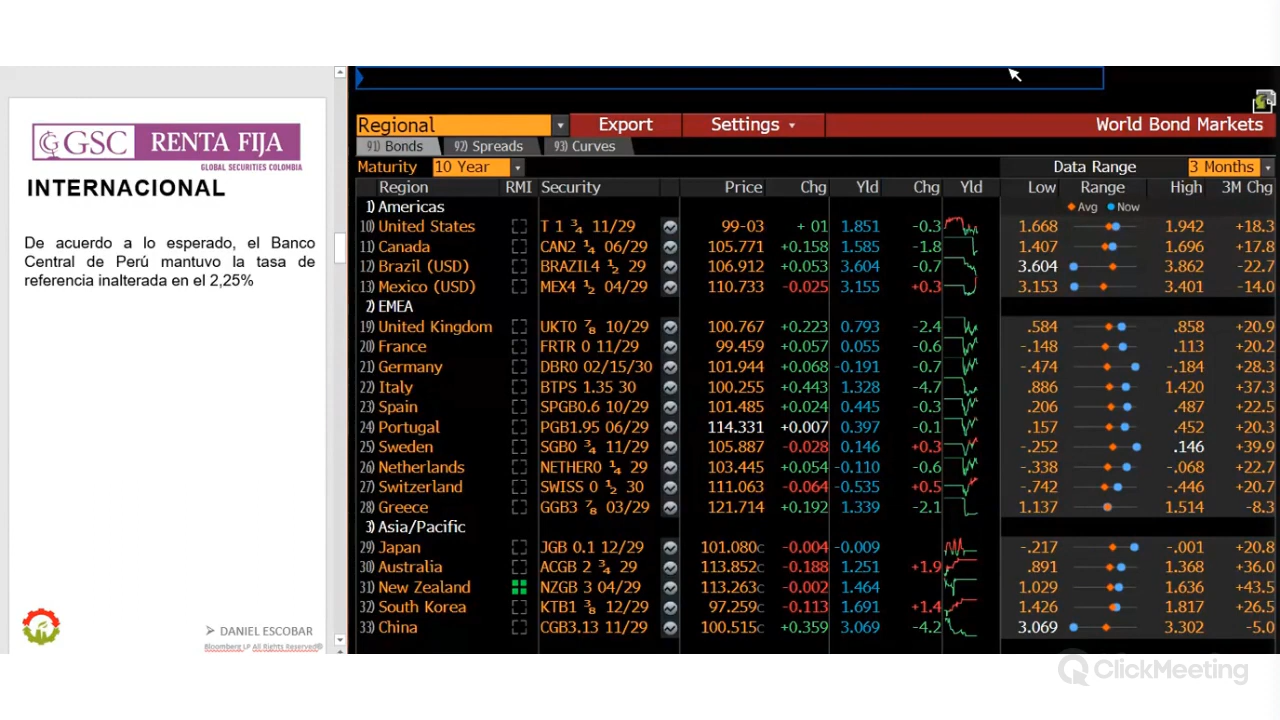 GSC RENTA FIJA
GLOBAL SECURITIES COLOMBIA
INTERNACIONAL
De acuerdo a lo esperado, el Banco
Central de Perú mantuvo la tasa de
referencia inalterada en el 2,25%
➢ DANIEL ESCOBAR
Bloomberg LP All Rights Reserved®
Regional Export Settings World Bond Markets
91) Bonds 92) Spreads 93) Curves
Maturity 10 Year Data Range 3 Months
Region RMI Security Price Chg Yld Chg Yld Low Range High 3M Chg
1) Americas Avg Now
10) United States T 1 ¾ 11/29 99-03 + 01 1.851 -0.3 1.668 1.942 +18.3
11) Canada CAN2 ¼ 06/29 105.771 +0.158 1.585 -1.8 1.407 1.696 +17.8
12) Brazil (USD) BRAZIL4 ½ 29 106.912 +0.053 3.604 -0.7 3.604 3.862 -22.7
13) Mexico (USD) MEX4 ½ 04/29 110.733 -0.025 3.155 +0.3 3.153 3.401 -14.0
2) EMEA
19) United Kingdom UKT0 ⅞ 10/29 100.767 +0.223 0.793 -2.4 .584 .858 +20.9
20) France FRTR 0 11/29 99.459 +0.057 0.055 -0.6 -.148 .113 +20.2
21) Germany DBR0 02/15/30 101.944 +0.068 -0.191 -0.7 -.474 -.184 +28.3
22) Italy BTPS 1.35 30 100.255 +0.443 1.328 -4.7 .886 1.420 +37.3
23) Spain SPGB0.6 10/29 101.485 +0.024 0.445 -0.3 .206 .487 +22.5
24) Portugal PGB1.95 06/29 114.331 +0.007 0.397 -0.1 .157 .452 +20.3
25) Sweden SGB0 ¾ 11/29 105.887 -0.028 0.146 +0.3 -.252 .146 +39.9
26) Netherlands NETHER0 ¼ 29 103.445 +0.054 -0.110 -0.6 -.338 -.068 +22.7
27) Switzerland SWISS 0 ½ 30 111.063 -0.064 -0.535 +0.5 -.742 -.446 +20.7
28) Greece GGB3 ⅞ 03/29 121.714 +0.192 1.339 -2.1 1.137 1.514 -8.3
3) Asia/Pacific
29) Japan JGB 0.1 12/29 101.080c -0.004 -0.009 -.217 -.001 +20.8
30) Australia ACGB 2 ¾ 29 113.852c -0.188 1.251 +1.9 .891 1.368 +36.0
31) New Zealand NZGB 3 04/29 113.263c -0.002 1.464 1.029 1.636 +43.5
32) South Korea KTB1 ⅜ 12/29 97.259c -0.113 1.691 +1.4 1.426 1.817 +26.5
33) China CGB3.13 11/29 100.515c +0.359 3.069 -4.2 3.069 3.302 -5.0
ClickMeeting